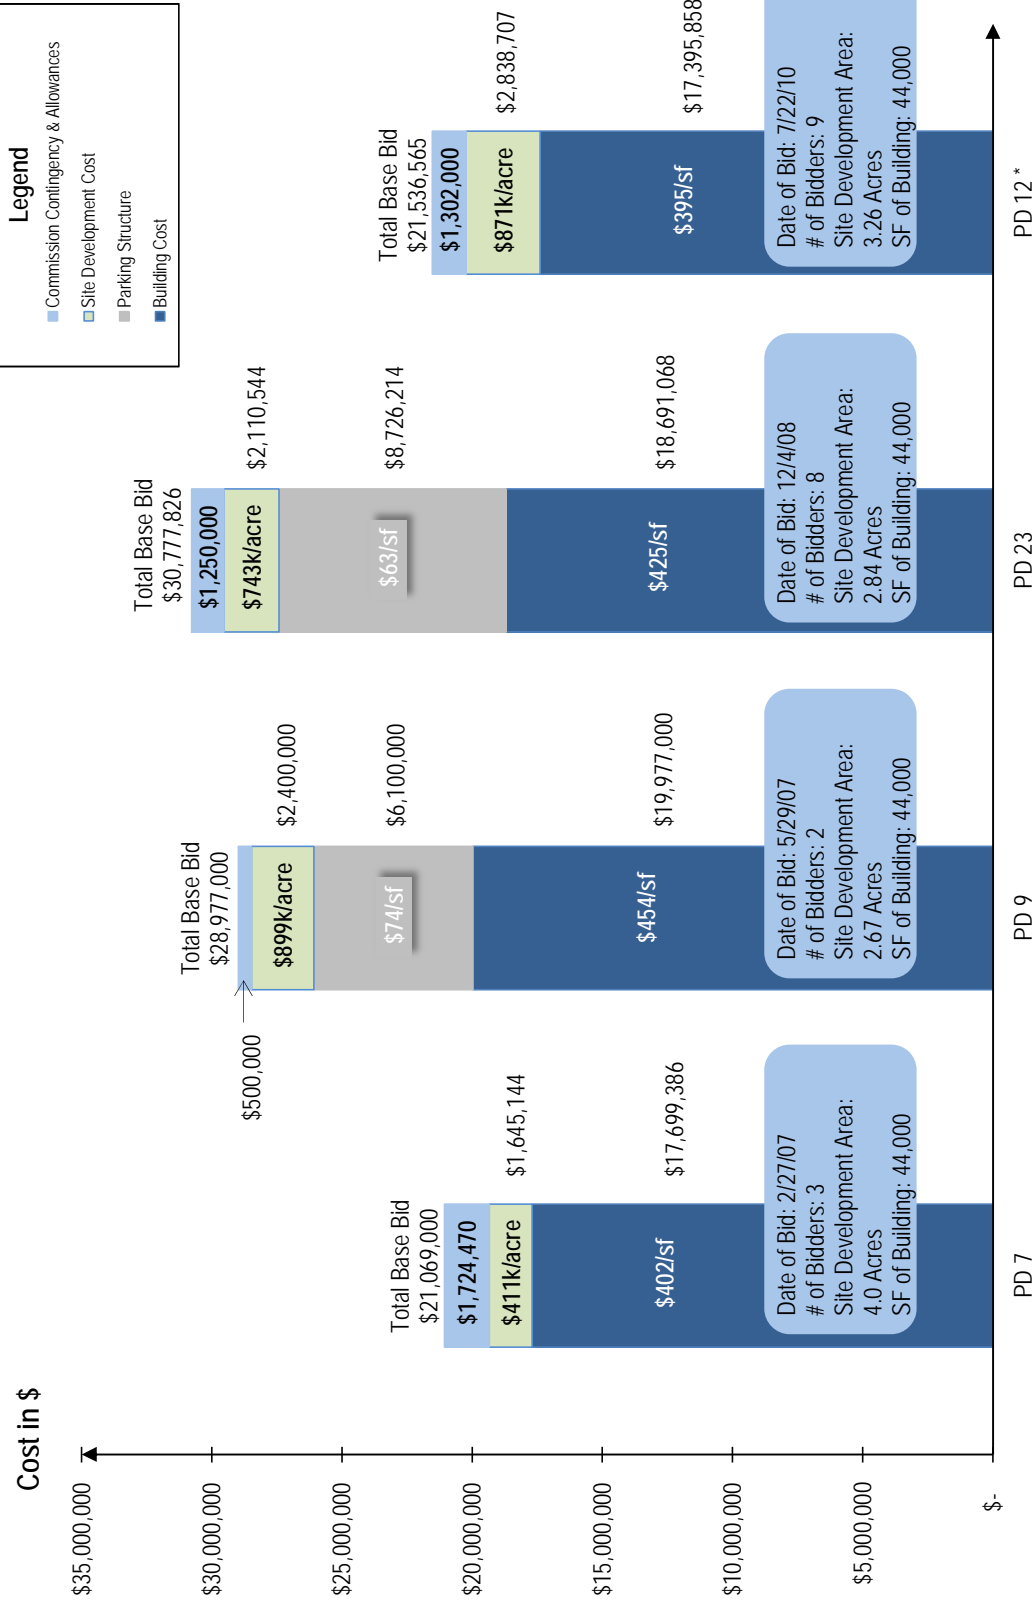 Cost in $
Legend
Commission Contingency & Allowances
Site Development Cost
Parking Structure
Building Cost
$35,000,000
$30,000,000
$25,000,000
$20,000,000
$15,000,000
$10,000,000
$5,000,000
$-
Total Base Bid
$21,069,000
$1,724,470
$411k/acre
$1,645,144
$402/sf
$17,699,386
Date of Bid: 2/27/07
# of Bidders: 3
Site Development Area:
4.0 Acres
SF of Building: 44,000
PD 7
Total Base Bid
$28,977,000
$500,000
$899k/acre
$2,400,000
$74/sf
$6,100,000
$454/sf
$19,977,000
Date of Bid: 5/29/07
# of Bidders: 2
Site Development Area:
2.67 Acres
SF of Building: 44,000
PD 9
Total Base Bid
$30,777,826
$1,250,000
$743k/acre
$2,110,544
$63/sf
$8,726,214
$425/sf
$18,691,068
Date of Bid: 12/4/08
# of Bidders: 8
Site Development Area:
2.84 Acres
SF of Building: 44,000
PD 23
Total Base Bid
$21,536,565
$1,302,000
$871k/acre
$2,838,707
$395/sf
$17,395,858
Date of Bid: 7/22/10
# of Bidders: 9
Site Development Area:
3.26 Acres
SF of Building: 44,000
PD 12 *